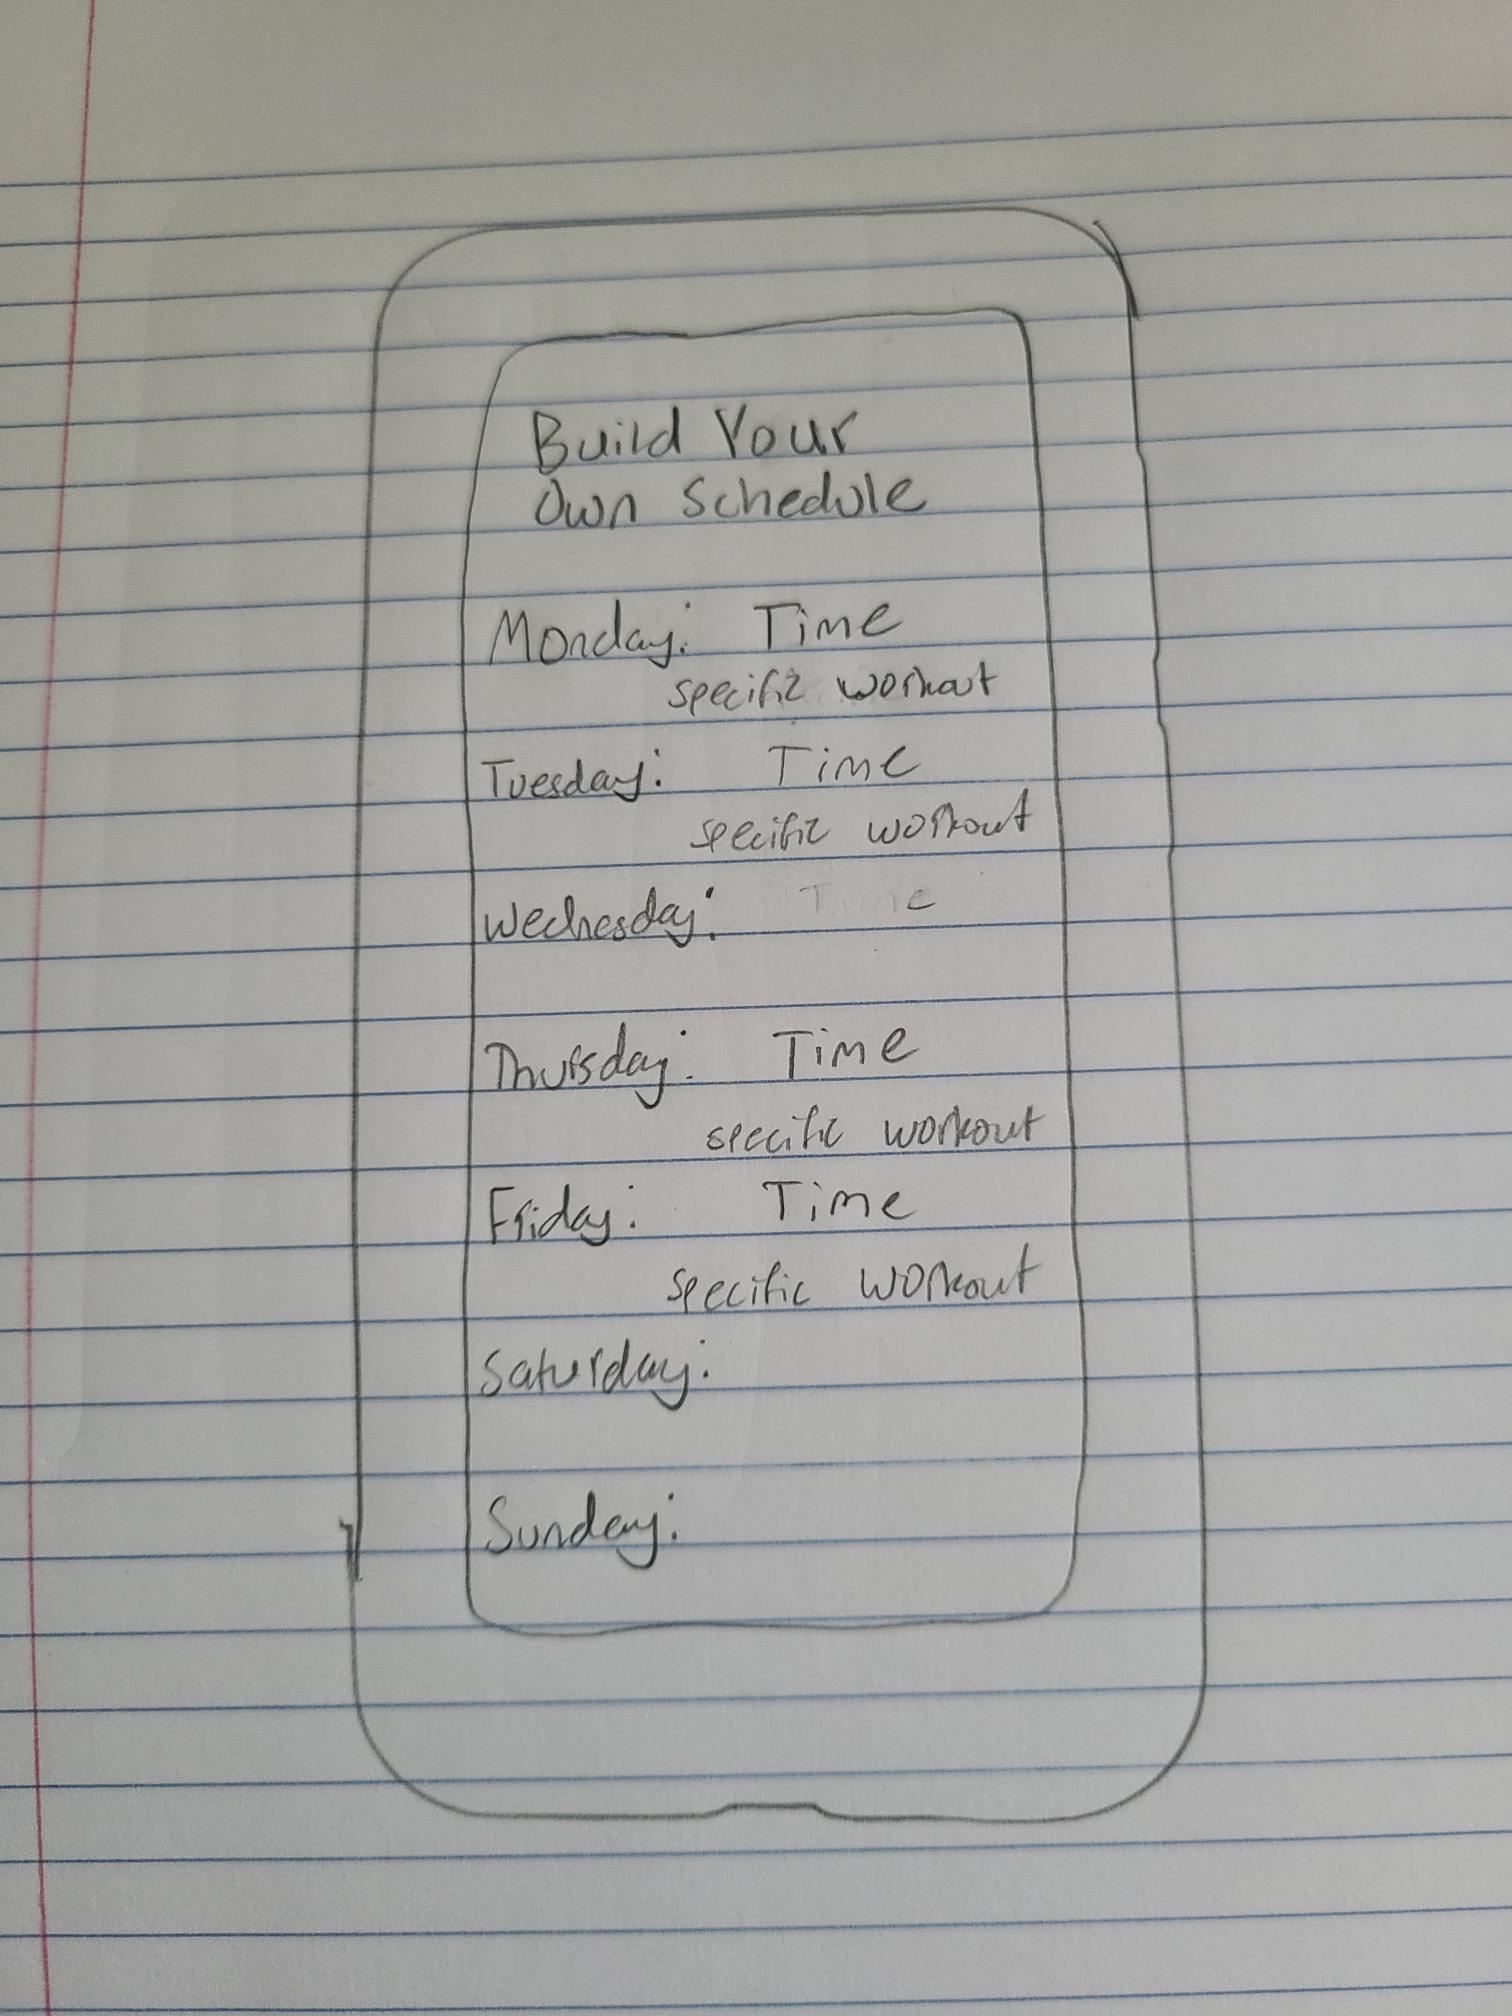 Build Your
Own Schedule
Monday: Time
specific workout
Tuesday: Time
specific workout
Wednesday: Time
Thursday: Time
specific workout
Friday: Time
specific workout
Saturday:
Sunday: